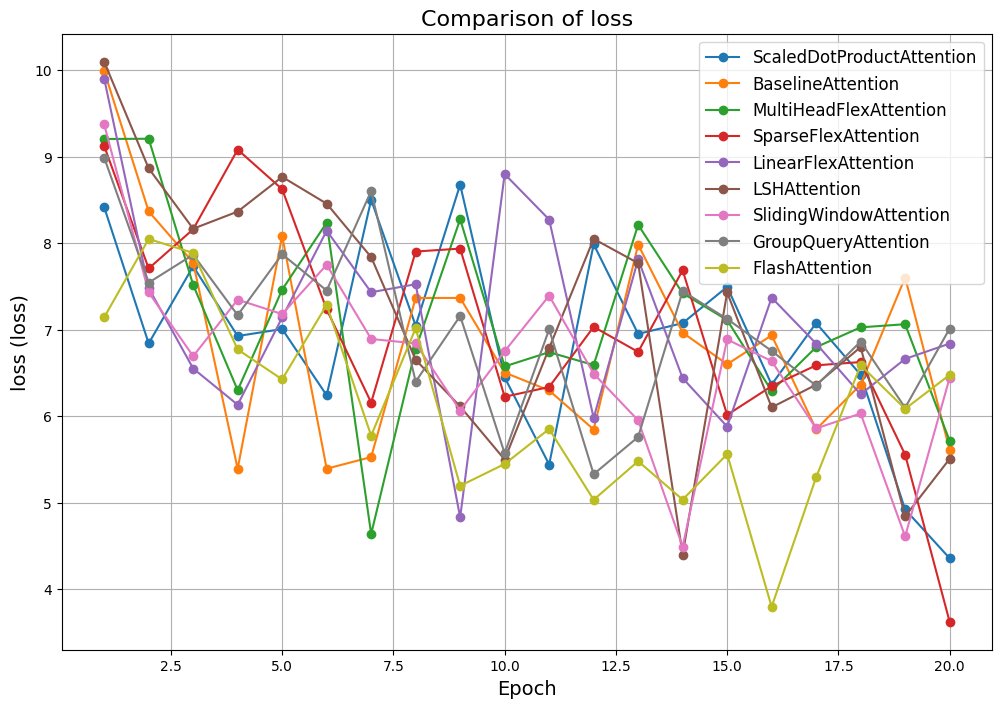 Comparison of loss
ScaledDotProductAttention
BaselineAttention
MultiHeadFlexAttention
SparseFlexAttention
LinearFlexAttention
LSHAttention
SlidingWindowAttention
GroupQueryAttention
FlashAttention
loss (loss)
10
9
8
7
6
5
4
2.5 5.0 7.5 10.0 12.5 15.0 17.5 20.0
Epoch